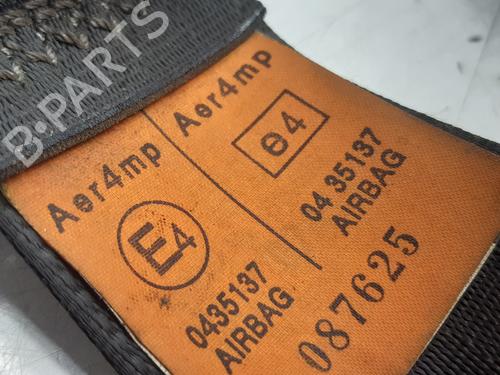 B-PARTS
Aer4mp
E4
0435137
AIRBAG
Aer4mp
e4
04 35137
AIRBAG
087625